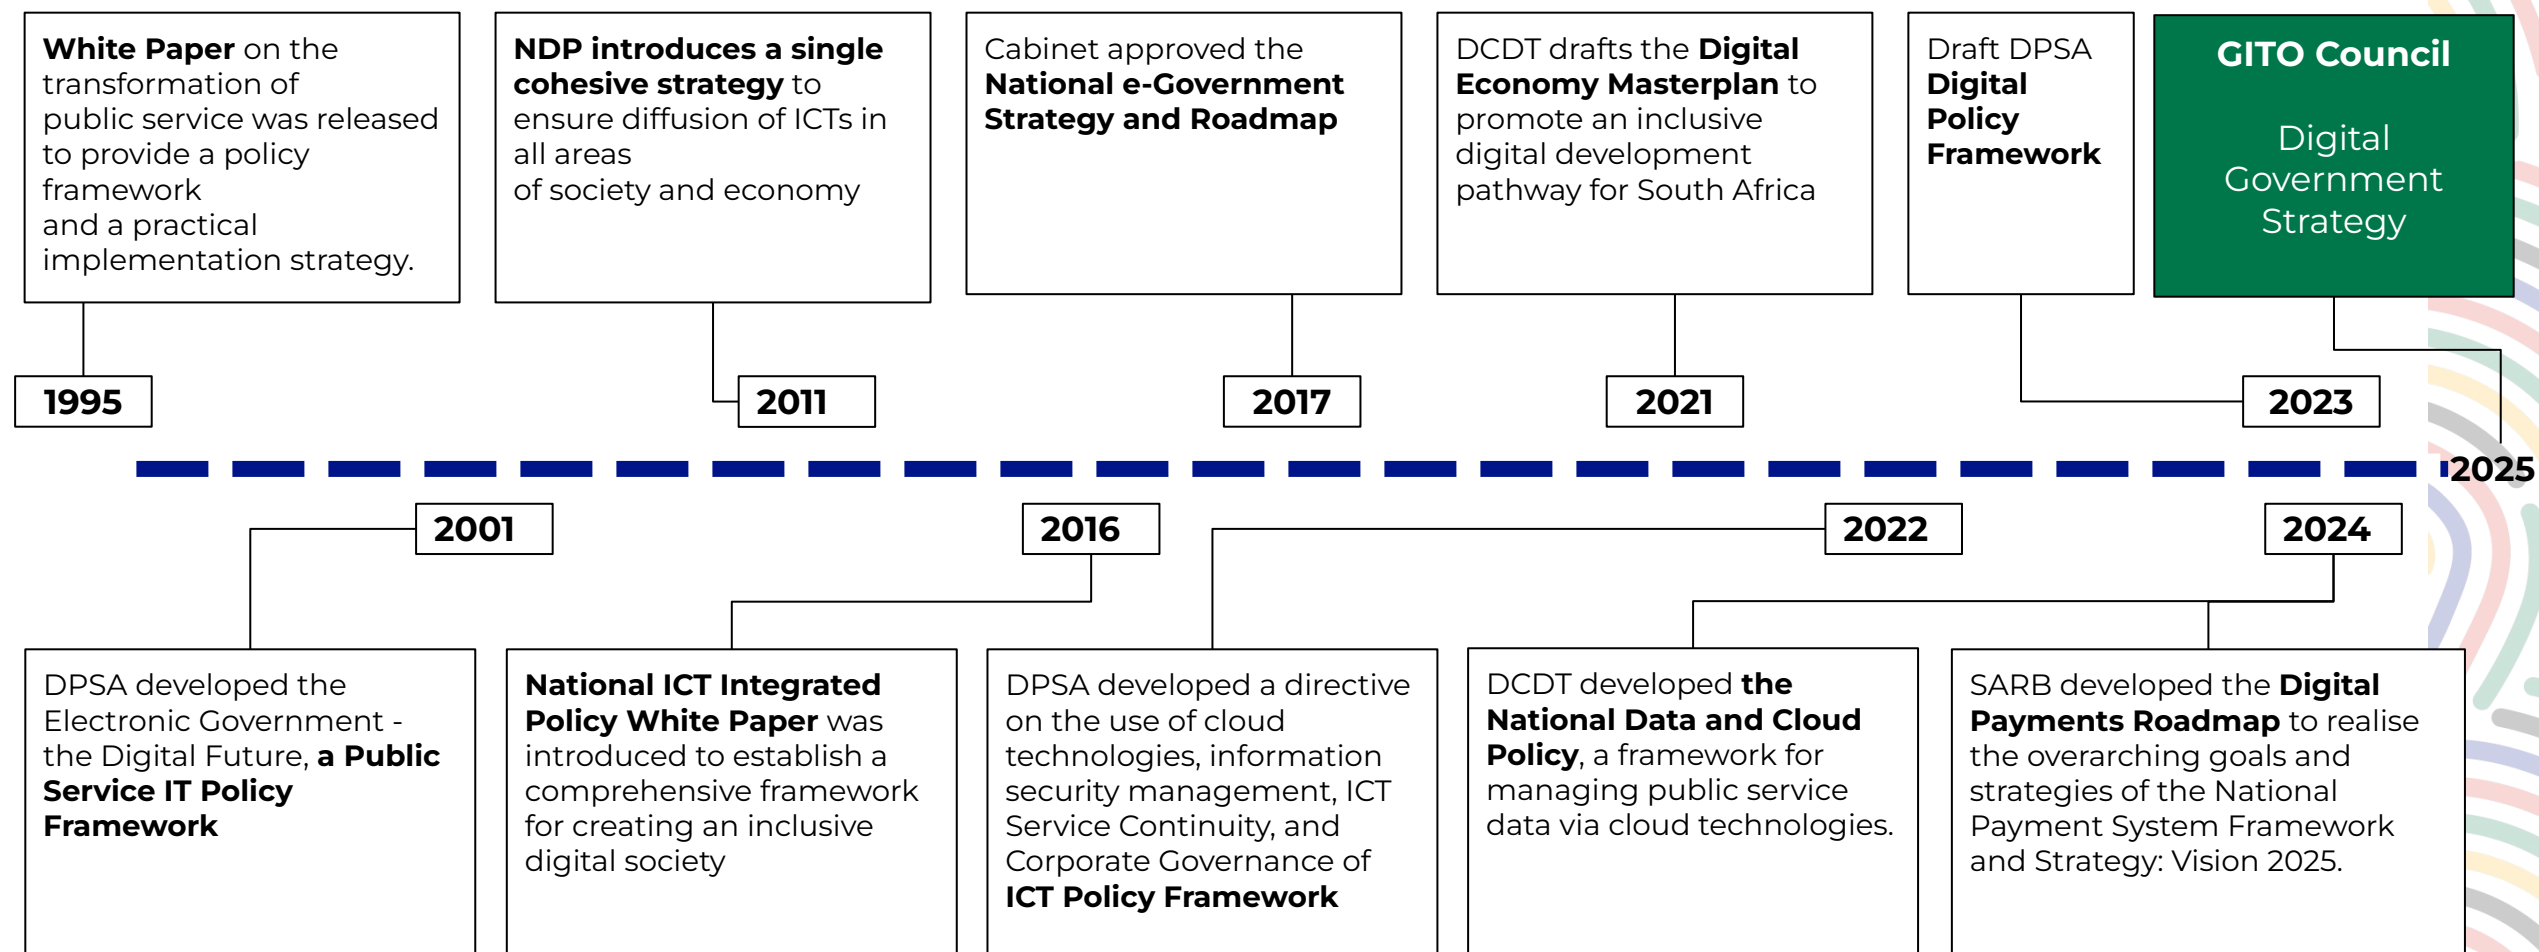 White Paper on the
transformation of
public service was released
to provide a policy
framework
and a practical
implementation strategy.
NDP introduces a single
cohesive strategy to
ensure diffusion of ICTs in
all areas
of society and economy
Cabinet approved the
National e-Government
Strategy and Roadmap
DCDT drafts the Digital
Economy Masterplan to
promote an inclusive
digital development
pathway for South Africa
Draft DPSA
Digital
Policy
Framework
GITO Council
Digital
Government
Strategy
1995
2011
2017
2021
2023
2025
2001
2016
2022
2024
DPSA developed the
Electronic Government -
the Digital Future, a Public
Service IT Policy
Framework
National ICT Integrated
Policy White Paper was
introduced to establish a
comprehensive framework
for creating an inclusive
digital society
DPSA developed a directive
on the use of cloud
technologies, information
security management, ICT
Service Continuity, and
Corporate Governance of
ICT Policy Framework
DCDT developed the
National Data and Cloud
Policy, a framework for
managing public service
data via cloud technologies.
SARB developed the Digital
Payments Roadmap to realise
the overarching goals and
strategies of the National
Payment System Framework
and Strategy: Vision 2025.